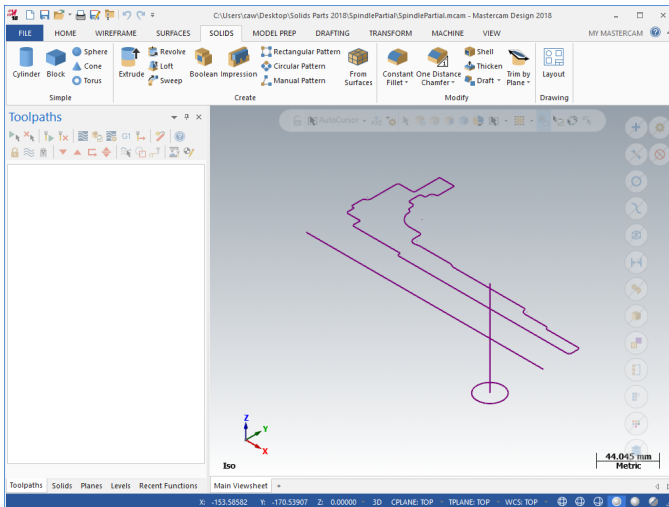 C:\Users\caw\Desktop\Solids Parts 2018\SpindlePartial\SpindlePartial.mcam - Mastercam Design 2018
FILE HOME WIREFRAME SURFACES SOLIDS MODEL PREP DRAFTING TRANSFORM MACHINE VIEW MY MASTERCAM
Sphere Revolve Rectangular Pattern Shell
Cone Loft Circular Pattern Thicken
Cylinder Block Torus Extrude Sweep Boolean Impression Manual Pattern From Surfaces Constant Fillet One Distance Chamfer Draft Trim by Plane Layout
Simple Create Modify Drawing
Toolpaths
AutoCursor
G1
Z
Y
X
Iso
44.045 mm
Metric
Toolpaths Solids Planes Levels Recent Functions Main Viewsheet +
X: -153.58582 Y: -170.53907 Z: 0.00000 3D CPLANE: TOP TPLANE: TOP WCS: TOP